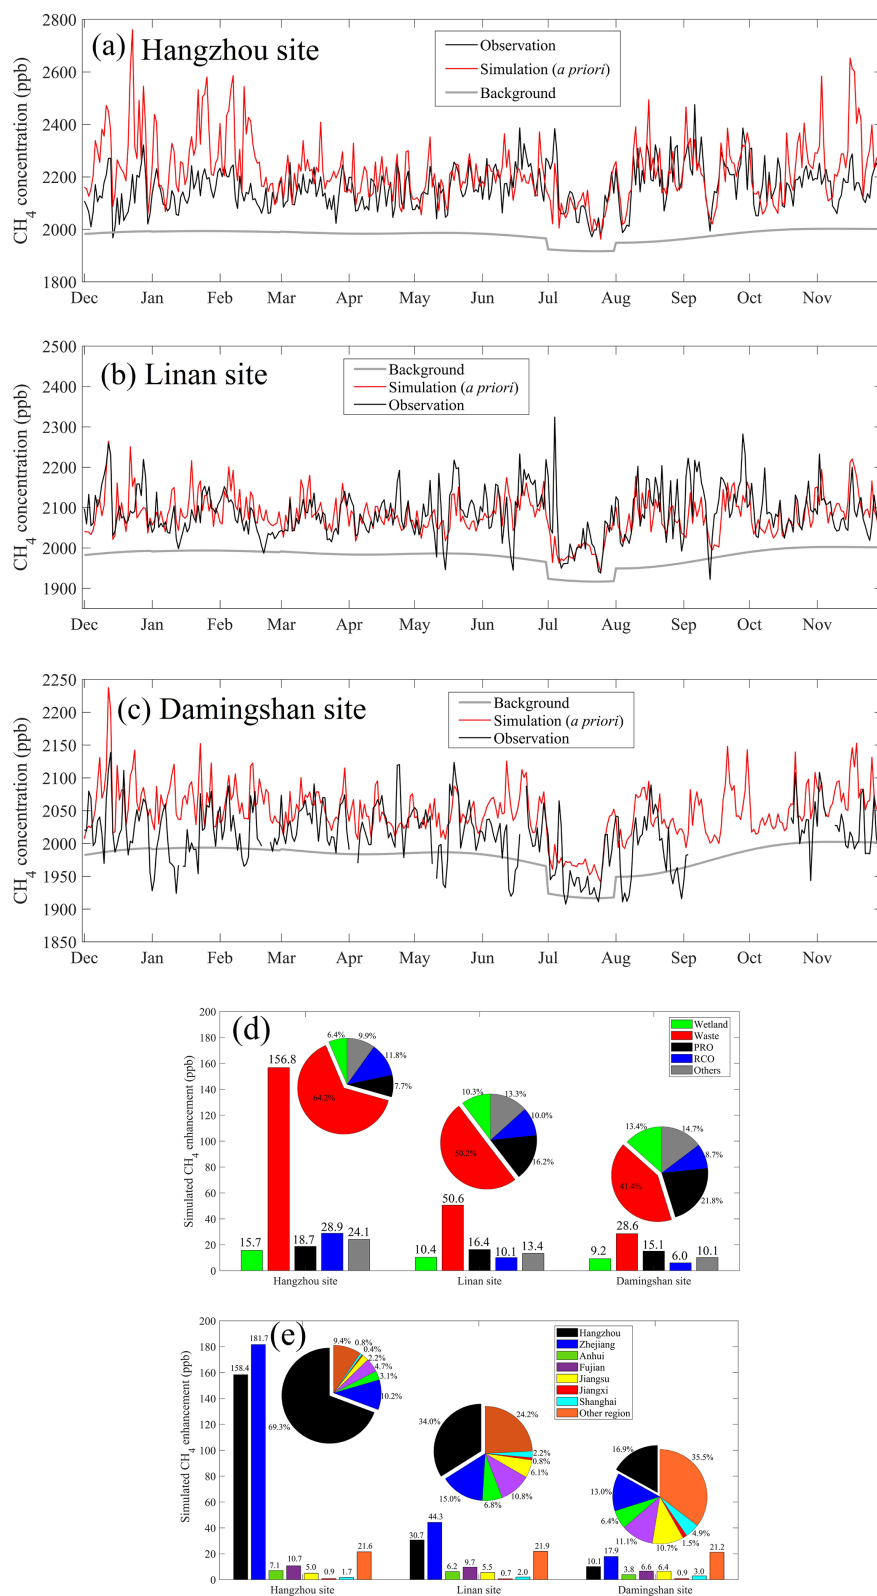 (a) Hangzhou site
Observation
Simulation (a priori)
Background
CH4 concentration (ppb)
2800
2600
2400
2200
2000
1800
Dec Jan Feb Mar Apr May Jun Jul Aug Sep Oct Nov
(b) Linan site
Background
Simulation (a priori)
Observation
CH4 concentration (ppb)
2500
2400
2300
2200
2100
2000
1900
Dec Jan Feb Mar Apr May Jun Jul Aug Sep Oct Nov
(c) Damingshan site
Background
Simulation (a priori)
Observation
CH4 concentration (ppb)
2250
2200
2150
2100
2050
2000
1950
1900
1850
Dec Jan Feb Mar Apr May Jun Jul Aug Sep Oct Nov
(d)
Wetland
Waste
PRO
RCO
Others
Simulated CH4 enhancement (ppb)
200
180
160
140
120
100
80
60
40
20
0
6.4% 9.9% 11.8% 7.7% 64.2%
10.3% 13.3% 10.0% 16.2% 50.2%
13.4% 14.7% 8.7% 21.8% 41.4%
15.7 156.8 18.7 28.9 24.1
10.4 50.6 16.4 10.1 13.4
9.2 28.6 15.1 6.0 10.1
Hangzhou site Linan site Damingshan site
(e)
Hangzhou
Zhejiang
Anhui
Fujian
Jiangsu
Jiangxi
Shanghai
Other region
Simulated CH4 enhancement (ppb)
200
180
160
140
120
100
80
60
40
20
0
9.4% 0.8% 0.4% 2.2% 4.7% 3.1% 10.2% 69.3%
34.0% 24.2% 2.2% 0.8% 6.1% 10.8% 6.8% 15.0%
16.9% 35.5% 4.9% 1.5% 10.7% 11.1% 6.4% 13.0%
158.4 181.7 7.1 10.7 5.0 0.9 1.7 21.6
30.7 44.3 6.2 9.7 5.5 0.7 2.0 21.9
10.1 17.9 3.8 6.6 6.4 0.9 3.0 21.2
Hangzhou site Linan site Damingshan site